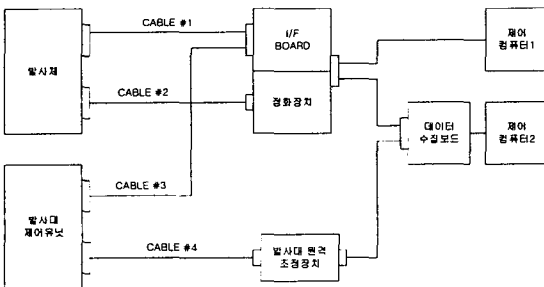 CABLE #1
I/F
BOARD
제어
컴퓨터1
발사체
CABLE #2
점화장치
데이터
수집보드
제어
컴퓨터2
CABLE #3
발사대
제어유닛
CABLE #4
발사대 원격
조정장치